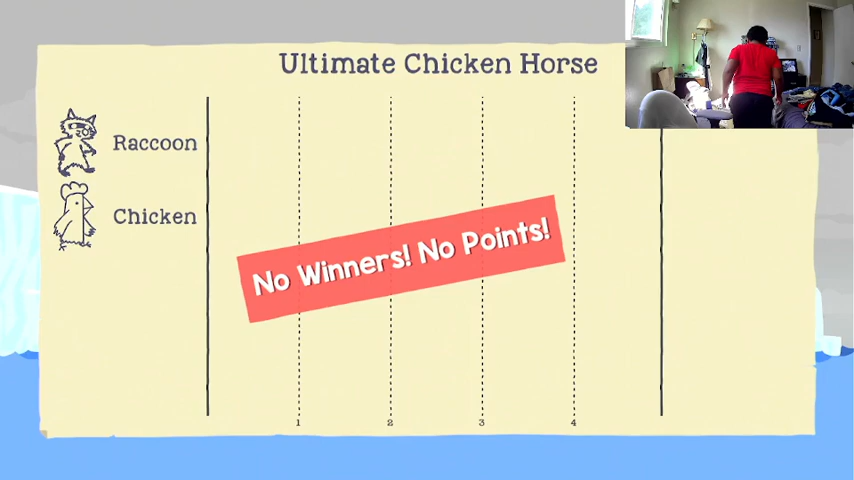 Ultimate Chicken Horse
Raccoon
Chicken
No Winners! No Points!
1 2 3 4